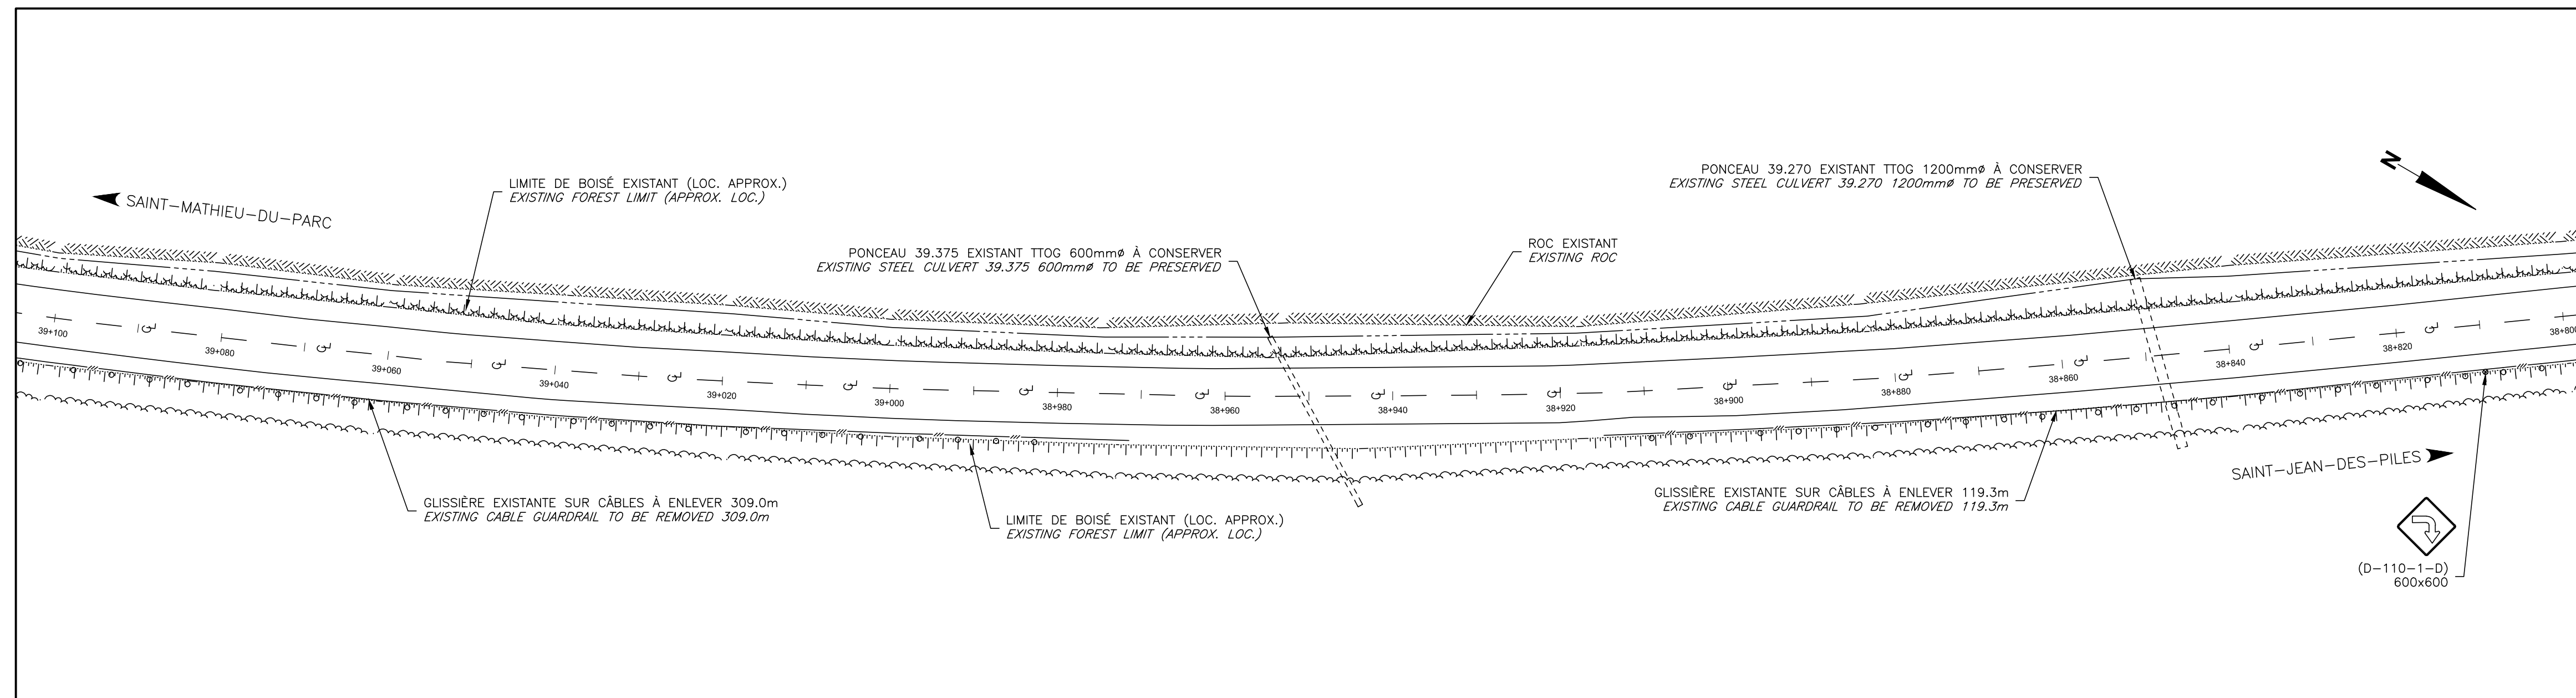 N
PONCEAU 39.270 EXISTANT TTOG 1200mmø À CONSERVER
EXISTING STEEL CULVERT 39.270 1200mmø TO BE PRESERVED
LIMITE DE BOISÉ EXISTANT (LOC. APPROX.)
EXISTING FOREST LIMIT (APPROX. LOC.)
SAINT-MATHIEU-DU-PARC
PONCEAU 39.375 EXISTANT TTOG 600mmø À CONSERVER
EXISTING STEEL CULVERT 39.375 600mmø TO BE PRESERVED
ROC EXISTANT
EXISTING ROC
39+100
39+080
39+060
39+040
39+020
39+000
38+980
38+960
38+940
38+920
38+900
38+880
38+860
38+840
38+820
38+800
SAINT-JEAN-DES-PILES
GLISSIÈRE EXISTANTE SUR CÂBLES À ENLEVER 309.0m
EXISTING CABLE GUARDRAIL TO BE REMOVED 309.0m
LIMITE DE BOISÉ EXISTANT (LOC. APPROX.)
EXISTING FOREST LIMIT (APPROX. LOC.)
GLISSIÈRE EXISTANTE SUR CÂBLES À ENLEVER 119.3m
EXISTING CABLE GUARDRAIL TO BE REMOVED 119.3m
(D-110-1-D)
600x600